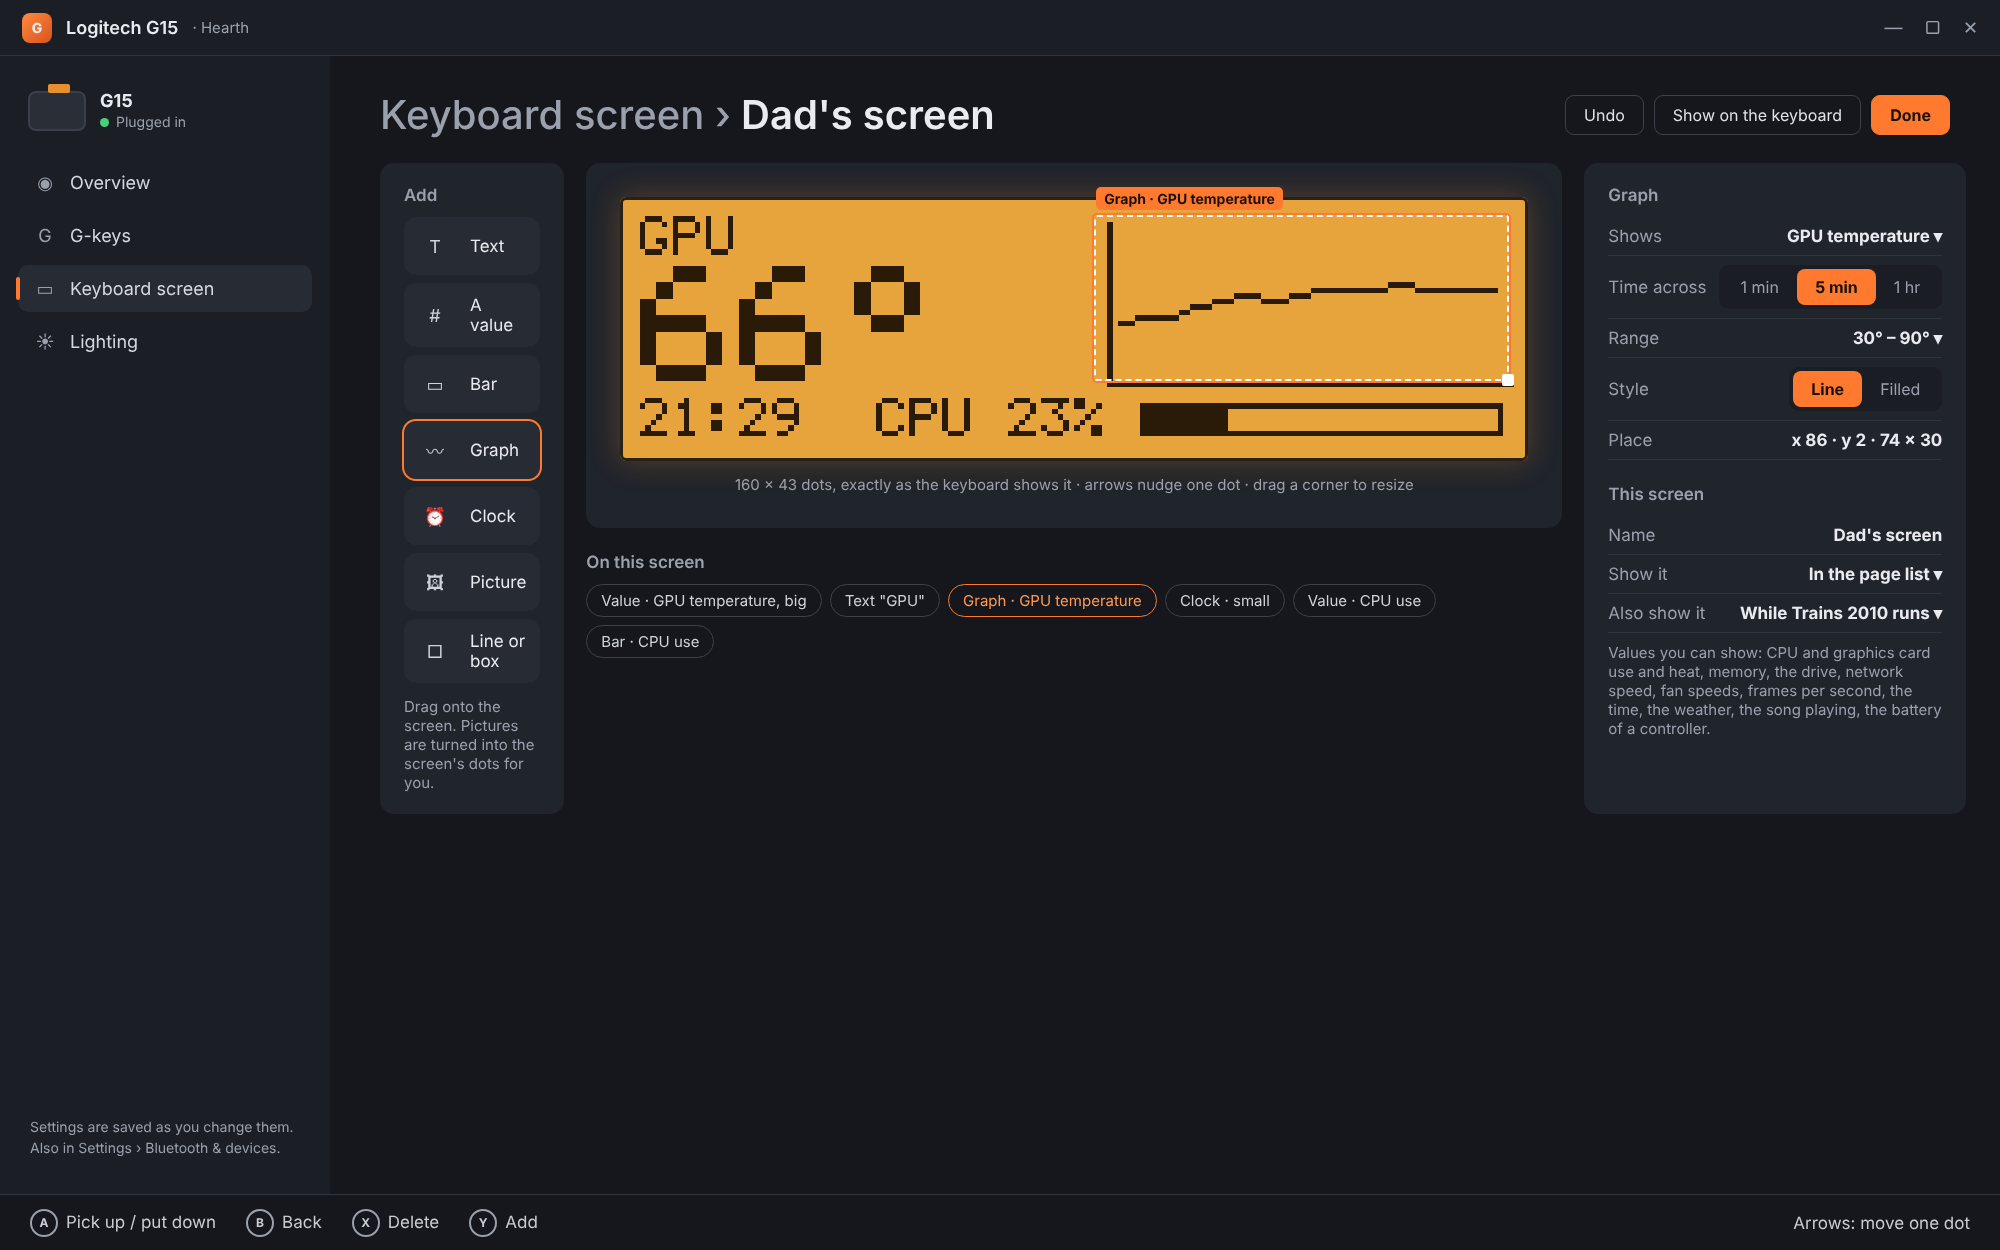 G
Logitech G15 · Hearth
G15
Plugged in
Overview
G G-keys
Keyboard screen
Lighting
Settings are saved as you change them.
Also in Settings › Bluetooth & devices.
Keyboard screen › Dad's screen
Undo
Show on the keyboard
Done
Add
T Text
# A
value
Bar
Graph
Clock
Picture
Line or
box
Drag onto the
screen. Pictures
are turned into the
screen's dots for
you.
Graph · GPU temperature
GPU
66°
21:29 CPU 23%
160 × 43 dots, exactly as the keyboard shows it · arrows nudge one dot · drag a corner to resize
On this screen
Value · GPU temperature, big
Text "GPU"
Graph · GPU temperature
Clock · small
Value · CPU use
Bar · CPU use
Graph
Shows GPU temperature ▾
Time across 1 min 5 min 1 hr
Range 30° – 90° ▾
Style Line Filled
Place x 86 · y 2 · 74 × 30
This screen
Name Dad's screen
Show it In the page list ▾
Also show it While Trains 2010 runs ▾
Values you can show: CPU and graphics card
use and heat, memory, the drive, network
speed, fan speeds, frames per second, the
time, the weather, the song playing, the battery
of a controller.
A Pick up / put down
B Back
X Delete
Y Add
Arrows: move one dot